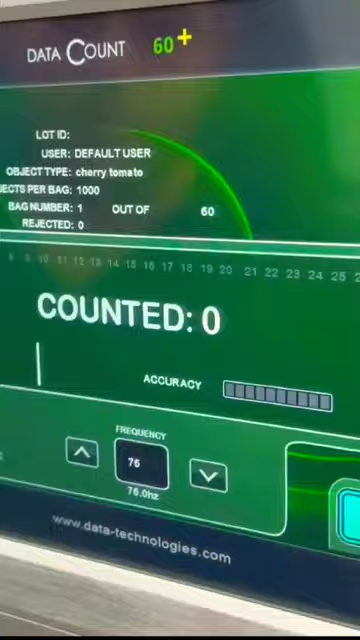 DATA COUNT 60+
LOT ID:
USER: DEFAULT USER
OBJECT TYPE: cherry tomato
JECTS PER BAG: 1000
BAG NUMBER: 1 OUT OF 60
REJECTED: 0
8 9 10 11 12 13 14 15 16 17 18 19 20 21 22 23 24 25
COUNTED: 0
ACCURACY
FREQUENCY
76
76.0hz
www.data-technologies.com